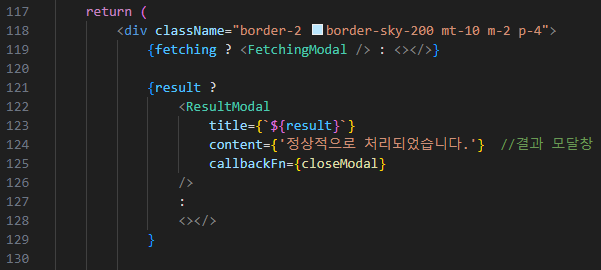 117 return (
118 <div className="border-2 border-sky-200 mt-10 m-2 p-4">
119 {fetching ? <FetchingModal /> : <></>}
120
121 {result ?
122 <ResultModal
123 title={`${result}`}
124 content={'정상적으로 처리되었습니다.'} //결과 모달창
125 callbackFn={closeModal}
126 />
127 :
128 <></>
129 }
130